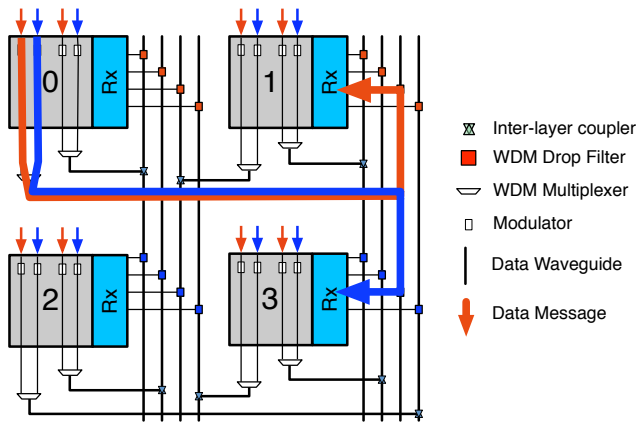 0
Rx
1
Rx
2
Rx
3
Rx
Inter-layer coupler
WDM Drop Filter
WDM Multiplexer
Modulator
Data Waveguide
Data Message